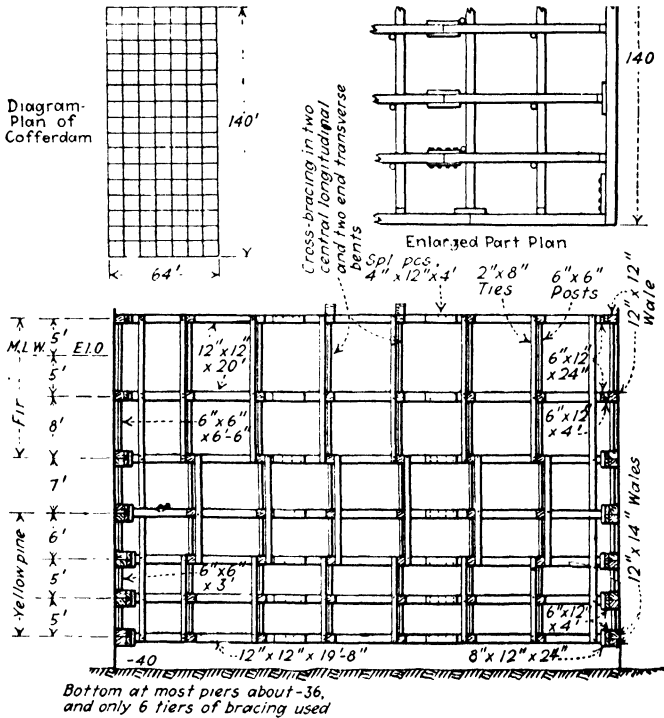 Diagram-
Plan of
Cofferdam
140'
64'
Cross-bracing in two
central longitudinal
and two end transverse
bents
140
Enlarged Part Plan
Spl. pcs.
4"x12"x4'
2"x8"
Ties
6"x6"
Posts
12"x12"
Wale
M.L.W.
El.0
Fir
5'
5'
8'
7'
Yellow pine
6'
5'
5'
12"x12"
x20'
6"x12"
x24"
6"x6"
x6'-6"
6"x12"
x4'
12"x14" Wales
6"x6"
x3'
6"x12"
x4'
-40
12"x12"x19'-8"
8"x12"x24"
Bottom at most piers about -36,
and only 6 tiers of bracing used